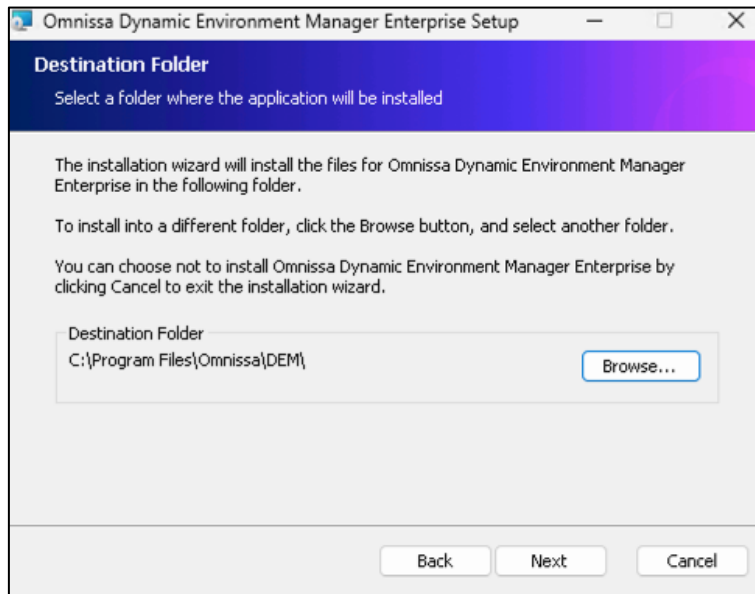 Omnissa Dynamic Environment Manager Enterprise Setup
Destination Folder
Select a folder where the application will be installed
The installation wizard will install the files for Omnissa Dynamic Environment Manager
Enterprise in the following folder.
To install into a different folder, click the Browse button, and select another folder.
You can choose not to install Omnissa Dynamic Environment Manager Enterprise by
clicking Cancel to exit the installation wizard.
Destination Folder
C:\Program Files\Omnissa\DEM\
Browse...
Back Next Cancel